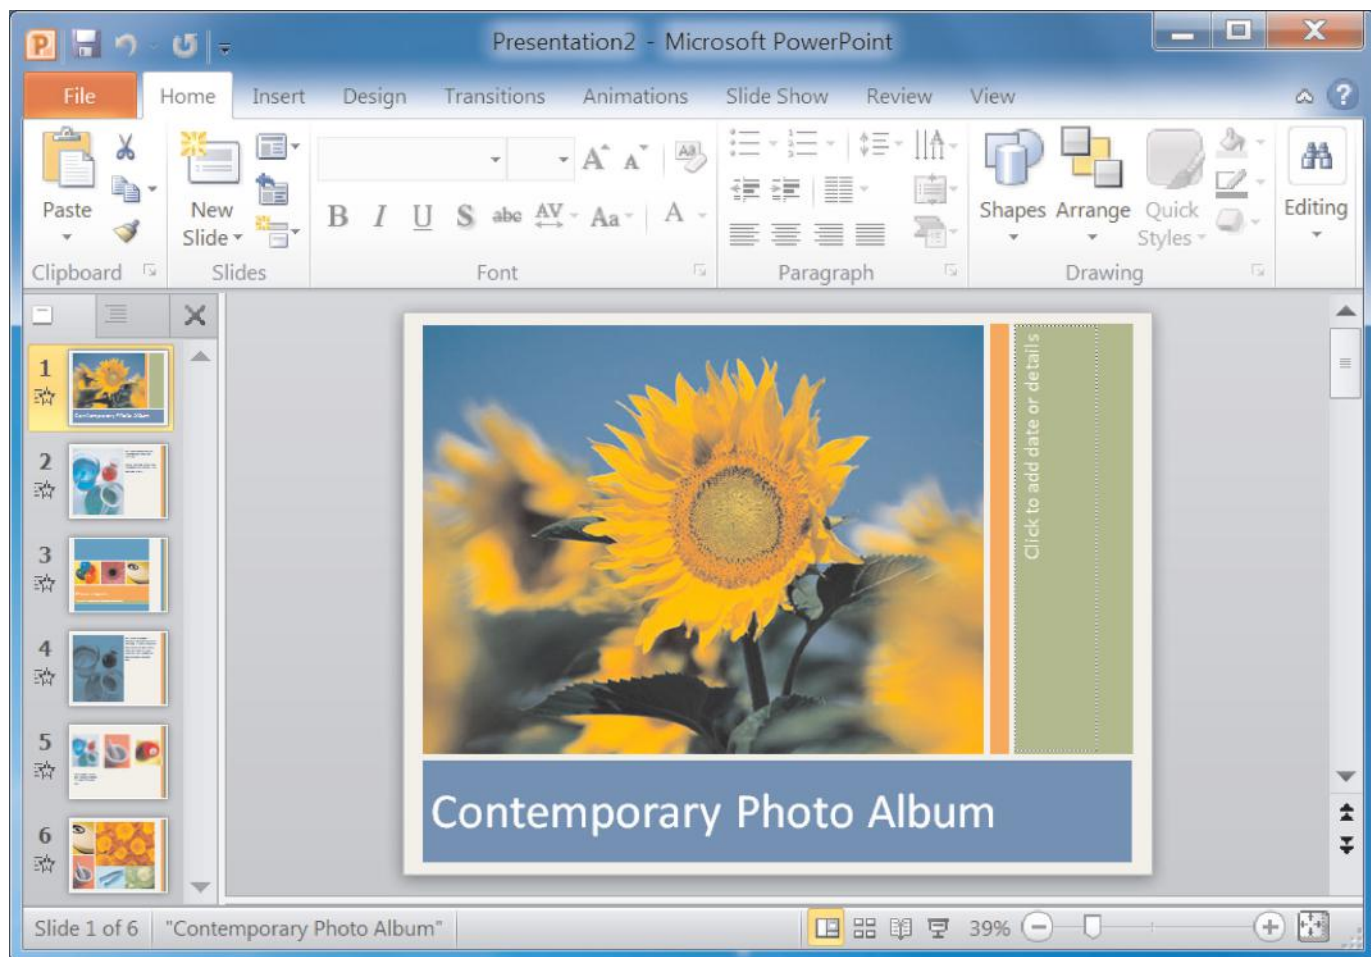 Presentation2 - Microsoft PowerPoint
File Home Insert Design Transitions Animations Slide Show Review View
Paste
New
Slide
B I U S abc AV Aa A
Shapes Arrange Quick
Styles
Editing
Clipboard Slides Font Paragraph Drawing
1
2
3
4
5
6
Click to add date or details
Contemporary Photo Album
Slide 1 of 6 "Contemporary Photo Album" 39%